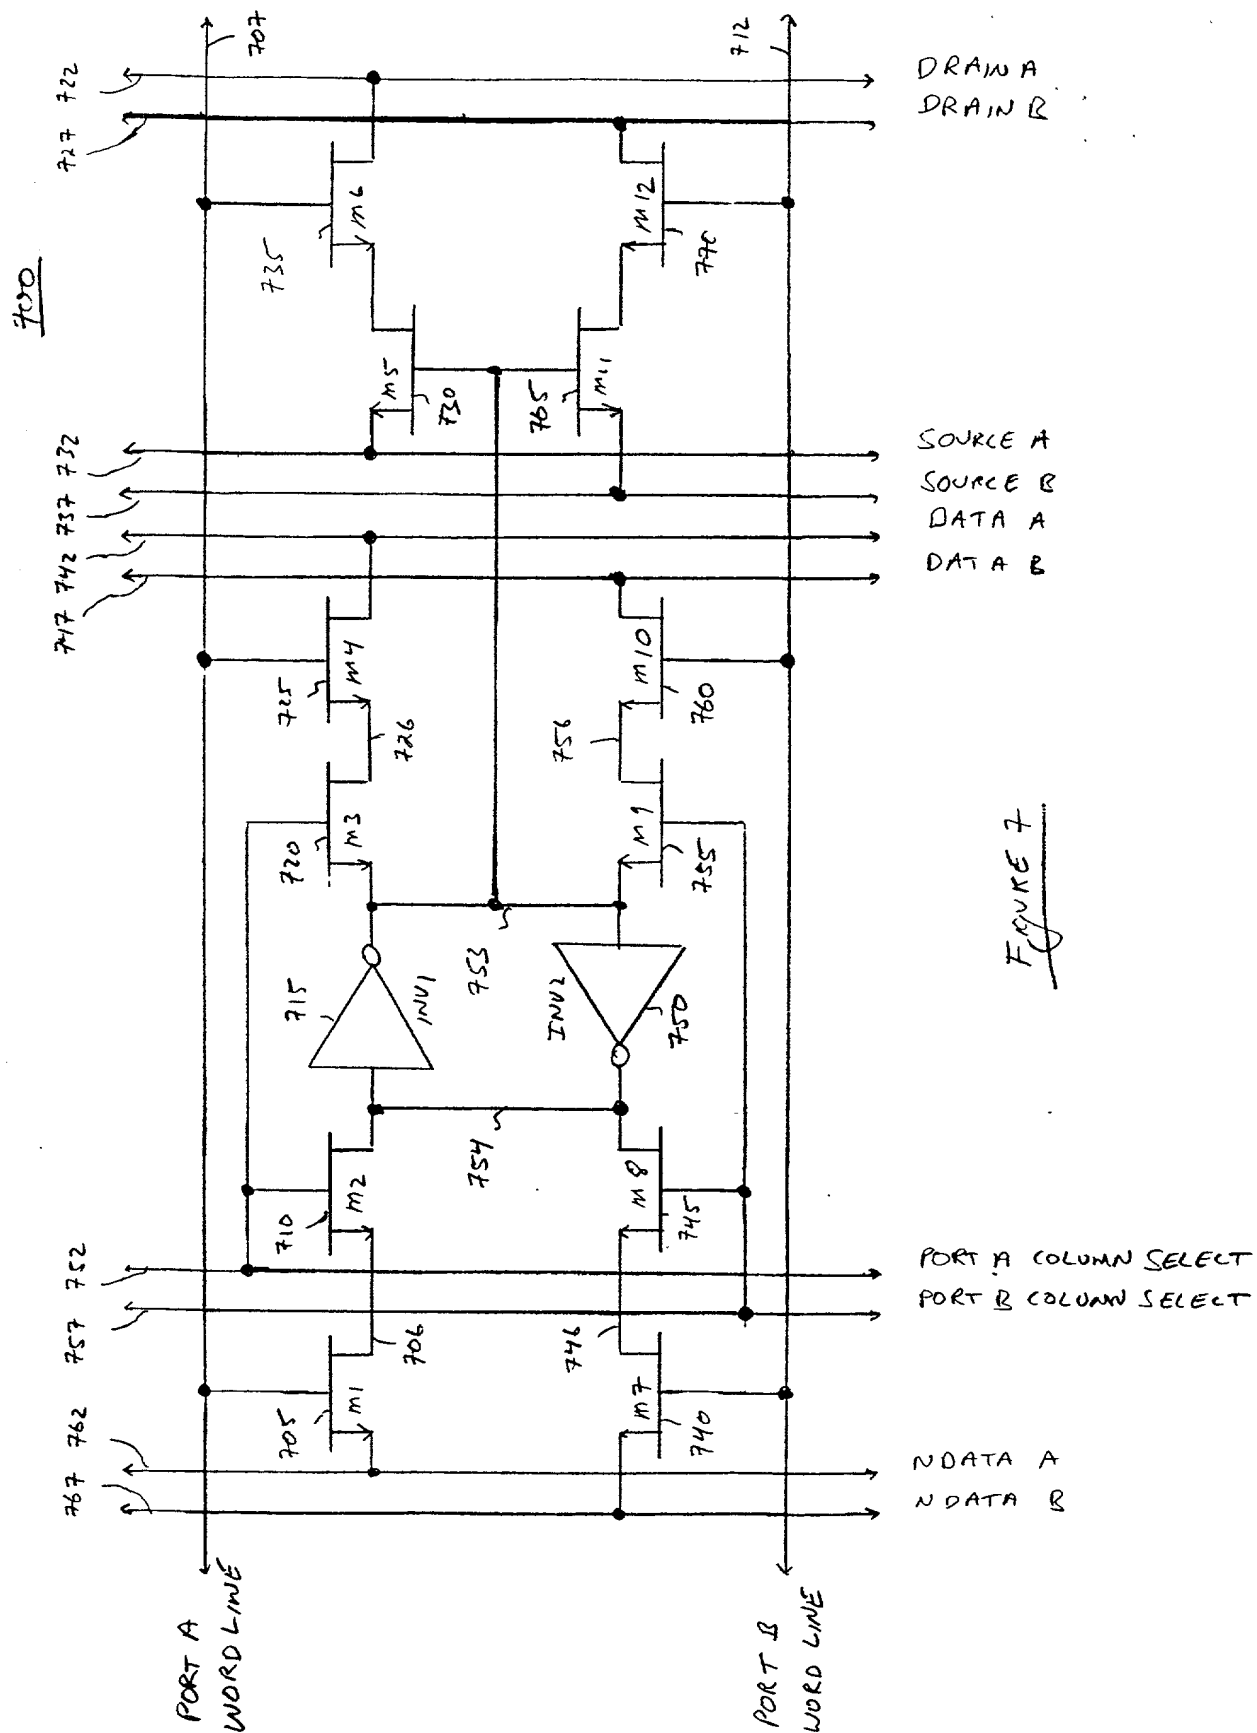 700
PORT A
WORD LINE
707
PORT B
WORD LINE
712
722
DRAIN A
727
DRAIN B
732
SOURCE A
737
SOURCE B
742
DATA A
747
DATA B
752
PORT A COLUMN SELECT
757
PORT B COLUMN SELECT
762
NDATA A
767
NDATA B
M6
735
M12
770
M5
730
M11
765
M4
725
726
M10
760
756
M3
720
M9
755
753
715
INV1
INV2
750
754
M2
710
M8
745
706
746
M1
705
M7
740
FIGURE 7